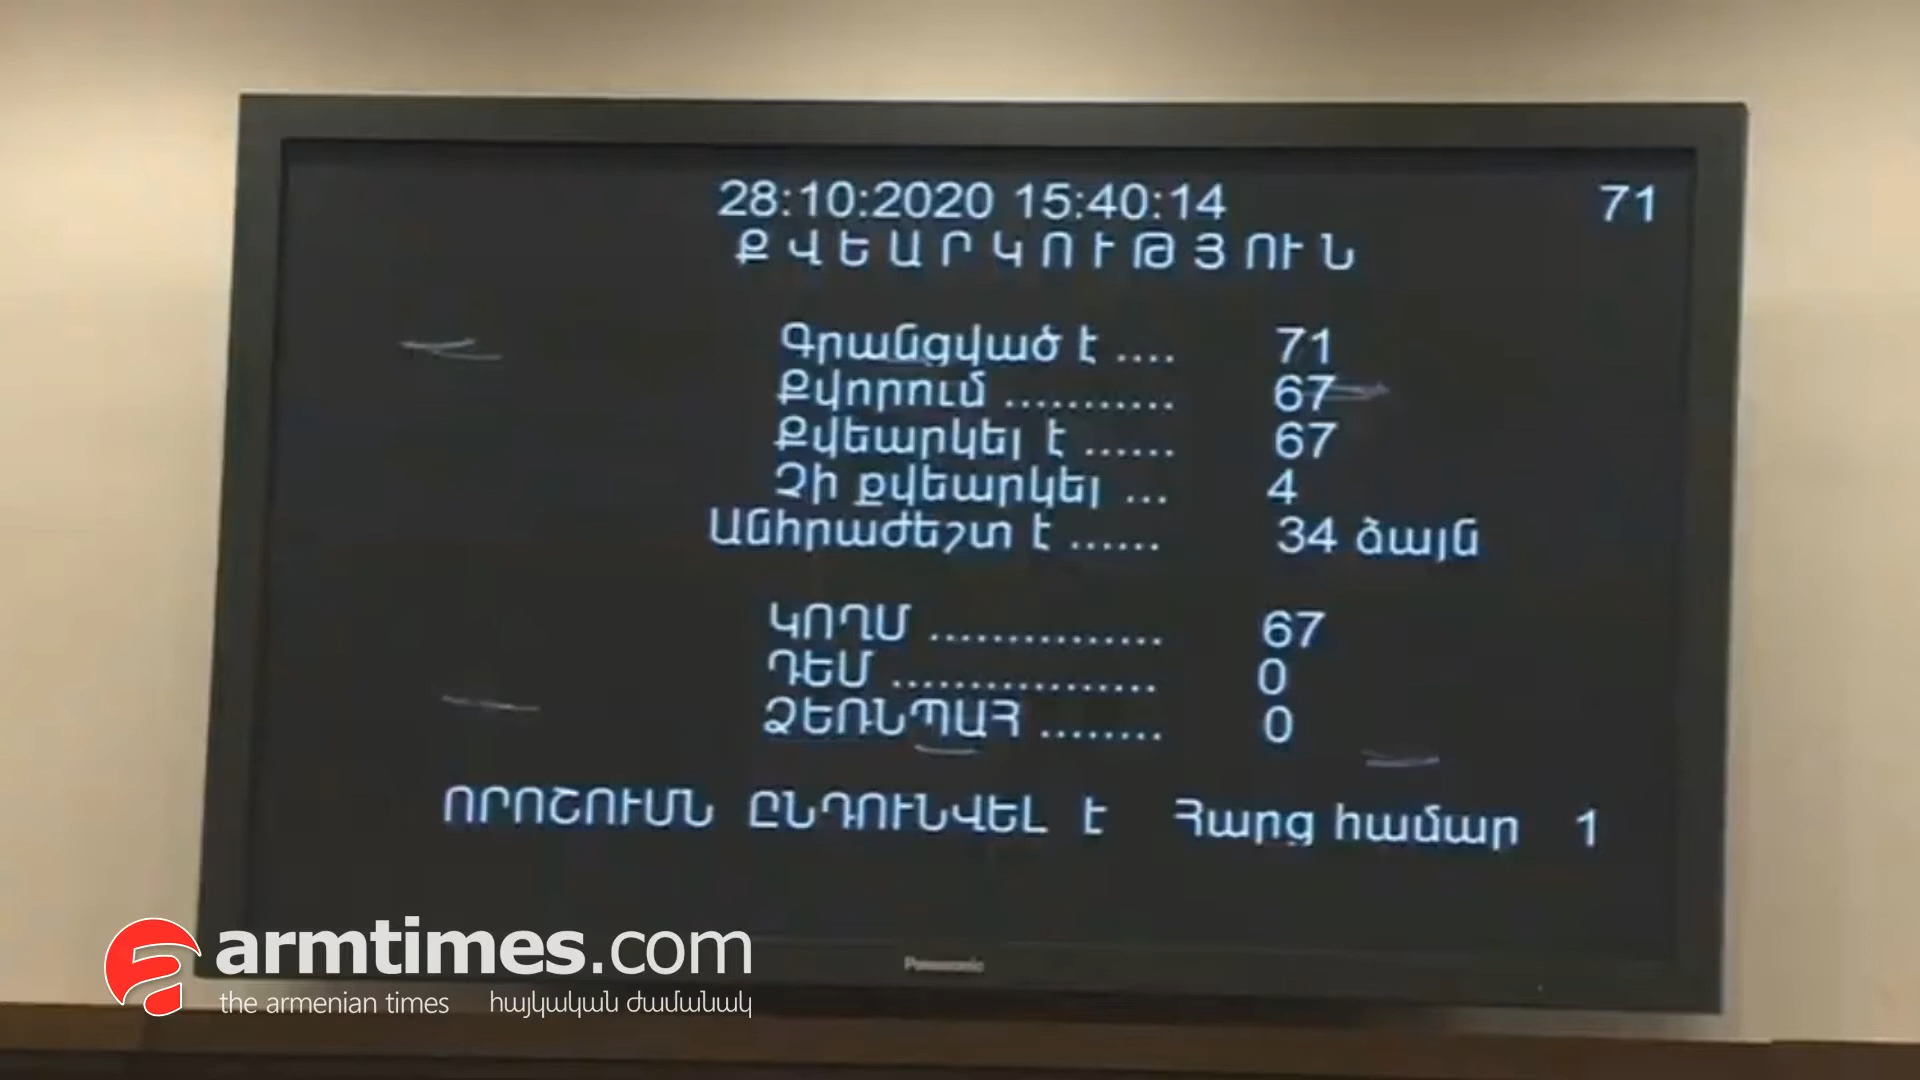 28:10:2020 15:40:14 71
ՔՎԵԱՐԿՈՒԹՅՈՒՆ
Գրանցված է .... 71
Քվորում ........... 67
Քվեարկել է ...... 67
Չի քվեարկել ... 4
Անհրաժեշտ է ...... 34 ձայն
ԿՈՂՄ ............... 67
ԴԵՄ ................. 0
ՁԵՌՆՊԱՀ ........ 0
ՈՐՈՇՈՒՄՆ ԸՆԴՈՒՆՎԵԼ է Հարց համար 1
Panasonic
armtimes.com
the armenian times հայկական ժամանակ